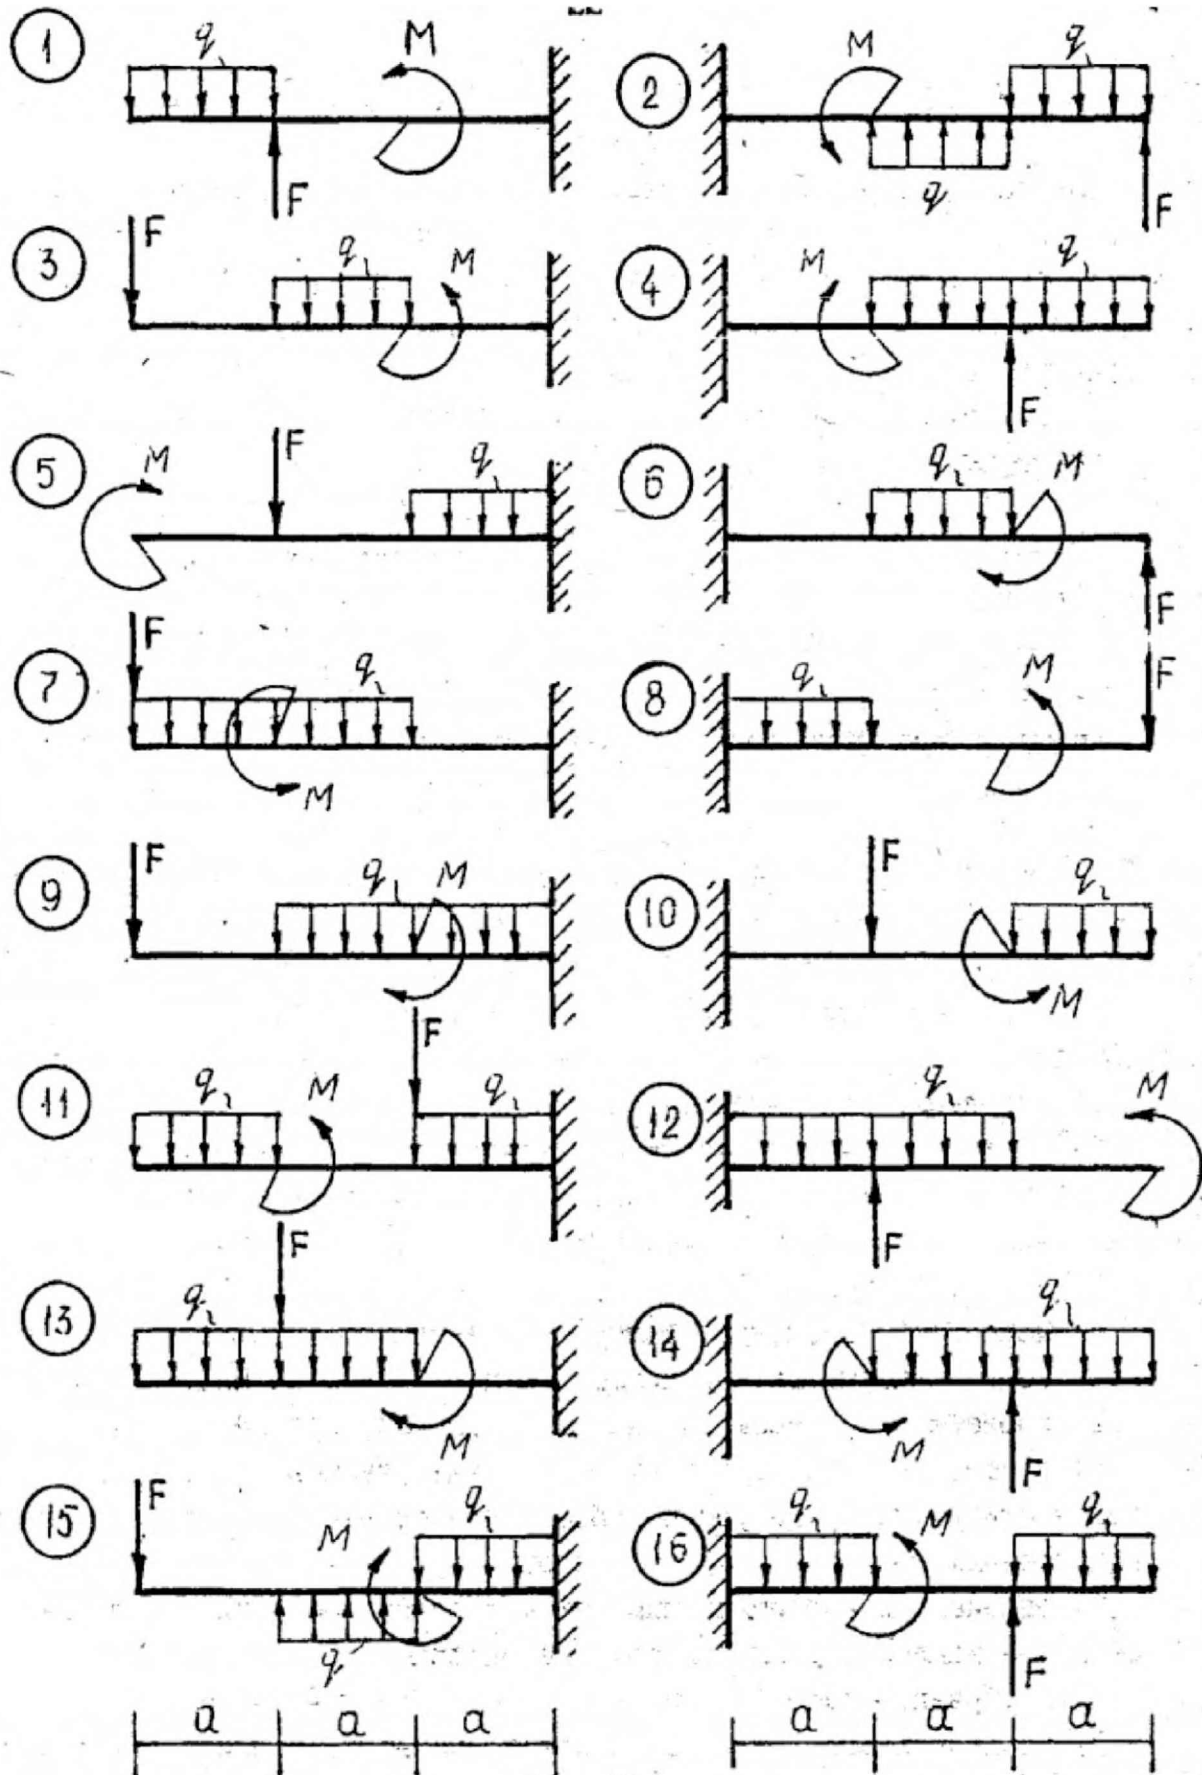 1 q M F
2 M q q F
3 F q M
4 M q F
5 M F q
6 q M F
7 F q M
8 q M F
9 F q M
10 F q M
11 q M F q
12 q M F
13 q F M
14 q M F
15 F q M q
16 q M q F
a a a a a a